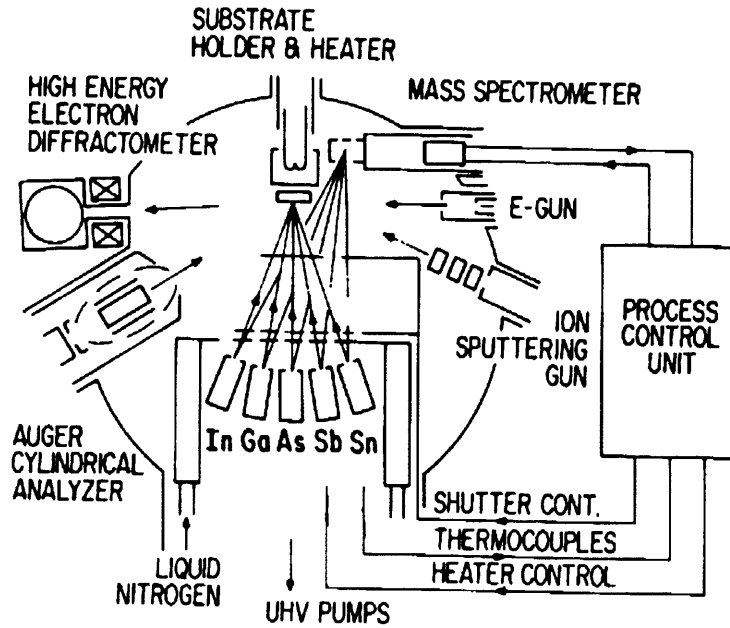 SUBSTRATE
HOLDER & HEATER
HIGH ENERGY
ELECTRON
DIFFRACTOMETER
MASS SPECTROMETER
E-GUN
ION
SPUTTERING
GUN
PROCESS
CONTROL
UNIT
In Ga As Sb Sn
AUGER
CYLINDRICAL
ANALYZER
SHUTTER CONT.
THERMOCOUPLES
HEATER CONTROL
LIQUID
NITROGEN
UHV PUMPS